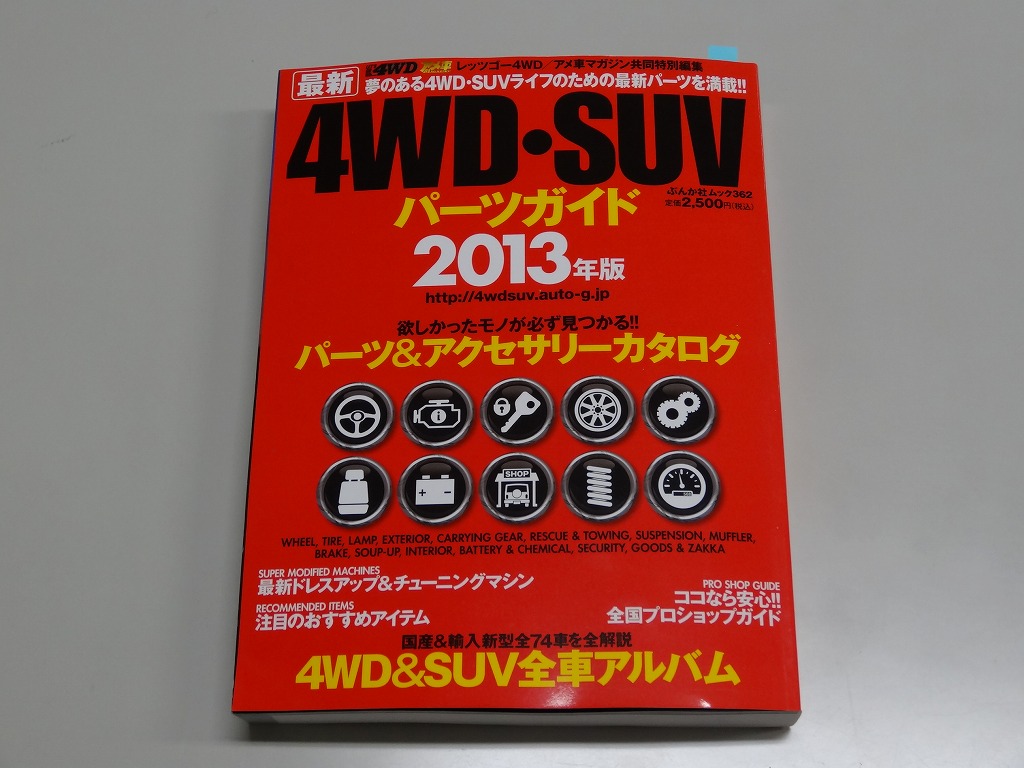 4WD アメ車 レッツゴー4WD/アメ車マガジン共同特別編集
最新 夢のある4WD・SUVライフのための最新パーツを満載!!
4WD・SUV
ぶんか社ムック362
定価2,500円(税込)
パーツガイド
2013年版
http://4wdsuv.auto-g.jp
欲しかったモノが必ず見つかる!!
パーツ&アクセサリーカタログ
SHOP
WHEEL, TIRE, LAMP, EXTERIOR, CARRYING GEAR, RESCUE & TOWING, SUSPENSION, MUFFLER,
BRAKE, SOUP-UP, INTERIOR, BATTERY & CHEMICAL, SECURITY, GOODS & ZAKKA
SUPER MODIFIED MACHINES
最新ドレスアップ&チューニングマシン
RECOMMENDED ITEMS
注目のおすすめアイテム
PRO SHOP GUIDE
ココなら安心!!
全国プロショップガイド
国産&輸入新型全74車を全解説
4WD&SUV全車アルバム